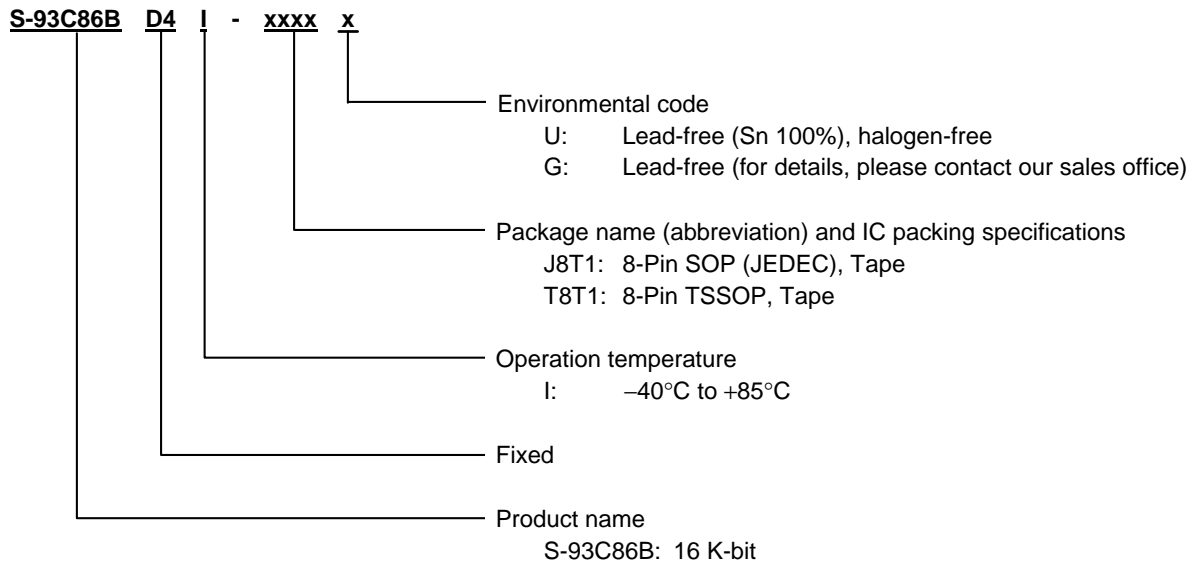 S-93C86B D4 I - xxxx x
Environmental code
U: Lead-free (Sn 100%), halogen-free
G: Lead-free (for details, please contact our sales office)
Package name (abbreviation) and IC packing specifications
J8T1: 8-Pin SOP (JEDEC), Tape
T8T1: 8-Pin TSSOP, Tape
Operation temperature
I: −40°C to +85°C
Fixed
Product name
S-93C86B: 16 K-bit